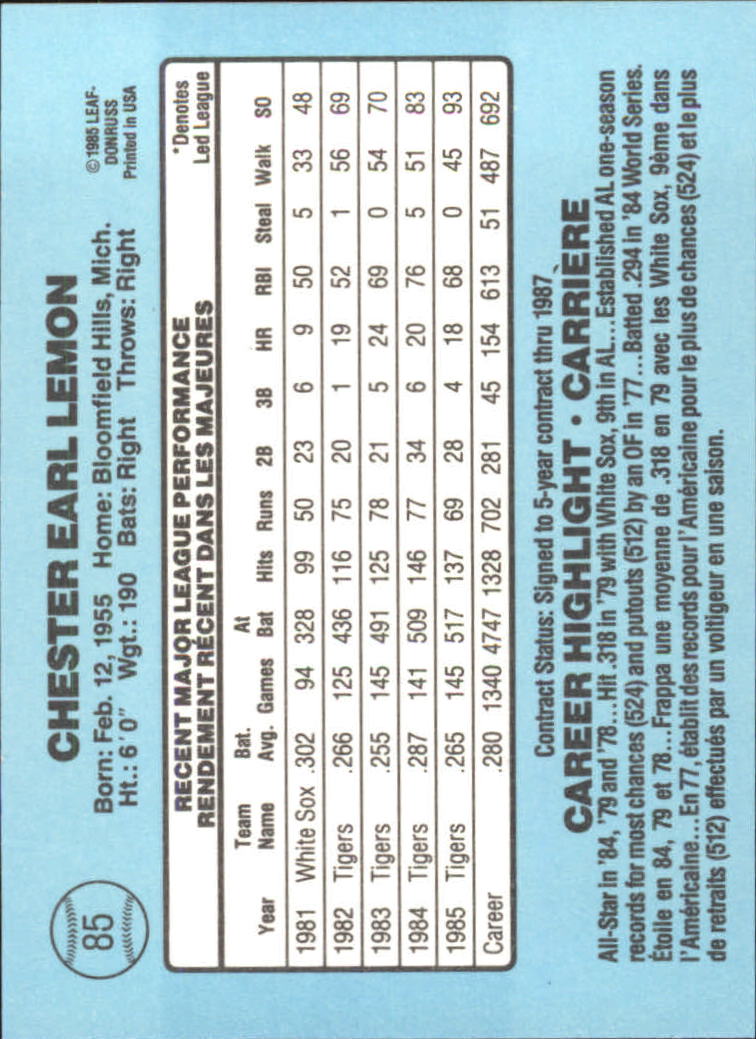 85
CHESTER EARL LEMON
Born: Feb. 12, 1955 Home: Bloomfield Hills, Mich.
Ht.: 6'0" Wgt.: 190 Bats: Right Throws: Right
©1985 LEAF-
DONRUSS
Printed in USA
RECENT MAJOR LEAGUE PERFORMANCE
RENDEMENT RÉCENT DANS LES MAJEURES
*Denotes
Led League
Year Team Name Bat. Avg. Games At Bat Hits Runs 2B 3B HR RBI Steal Walk SO
1981 White Sox .302 94 328 99 50 23 6 9 50 5 33 48
1982 Tigers .266 125 436 116 75 20 1 19 52 1 56 69
1983 Tigers .255 145 491 125 78 21 5 24 69 0 54 70
1984 Tigers .287 141 509 146 77 34 6 20 76 5 51 83
1985 Tigers .265 145 517 137 69 28 4 18 68 0 45 93
Career .280 1340 4747 1328 702 281 45 154 613 51 487 692
Contract Status: Signed to 5-year contract thru 1987
CAREER HIGHLIGHT · CARRIÈRE
All-Star in '84, '79 and '78...Hit .318 in '79 with White Sox, 9th in AL...Established AL one-season
records for most chances (524) and putouts (512) by an OF in '77...Batted .294 in '84 World Series.
Étoile en 84, 79 et 78...Frappa une moyenne de .318 en 79 avec les White Sox, 9ème dans
l'Américaine...En 77, établit des records pour l'Américaine pour le plus de chances (524) et le plus
de retraits (512) effectués par un voltigeur en une saison.